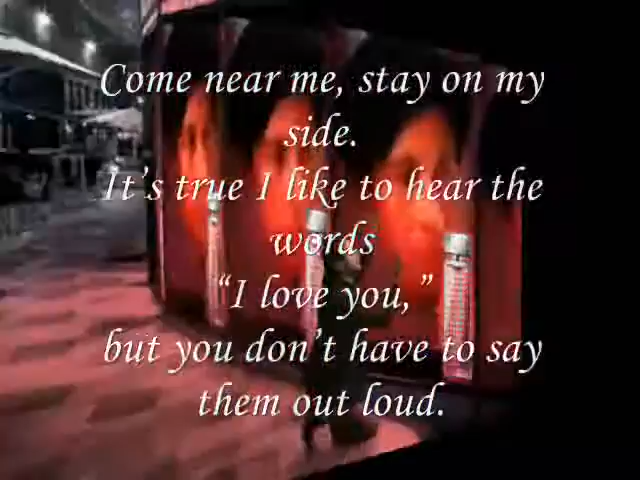 Come near me, stay on my
side.
It’s true I like to hear the
words
“I love you,”
but you don’t have to say
them out loud.